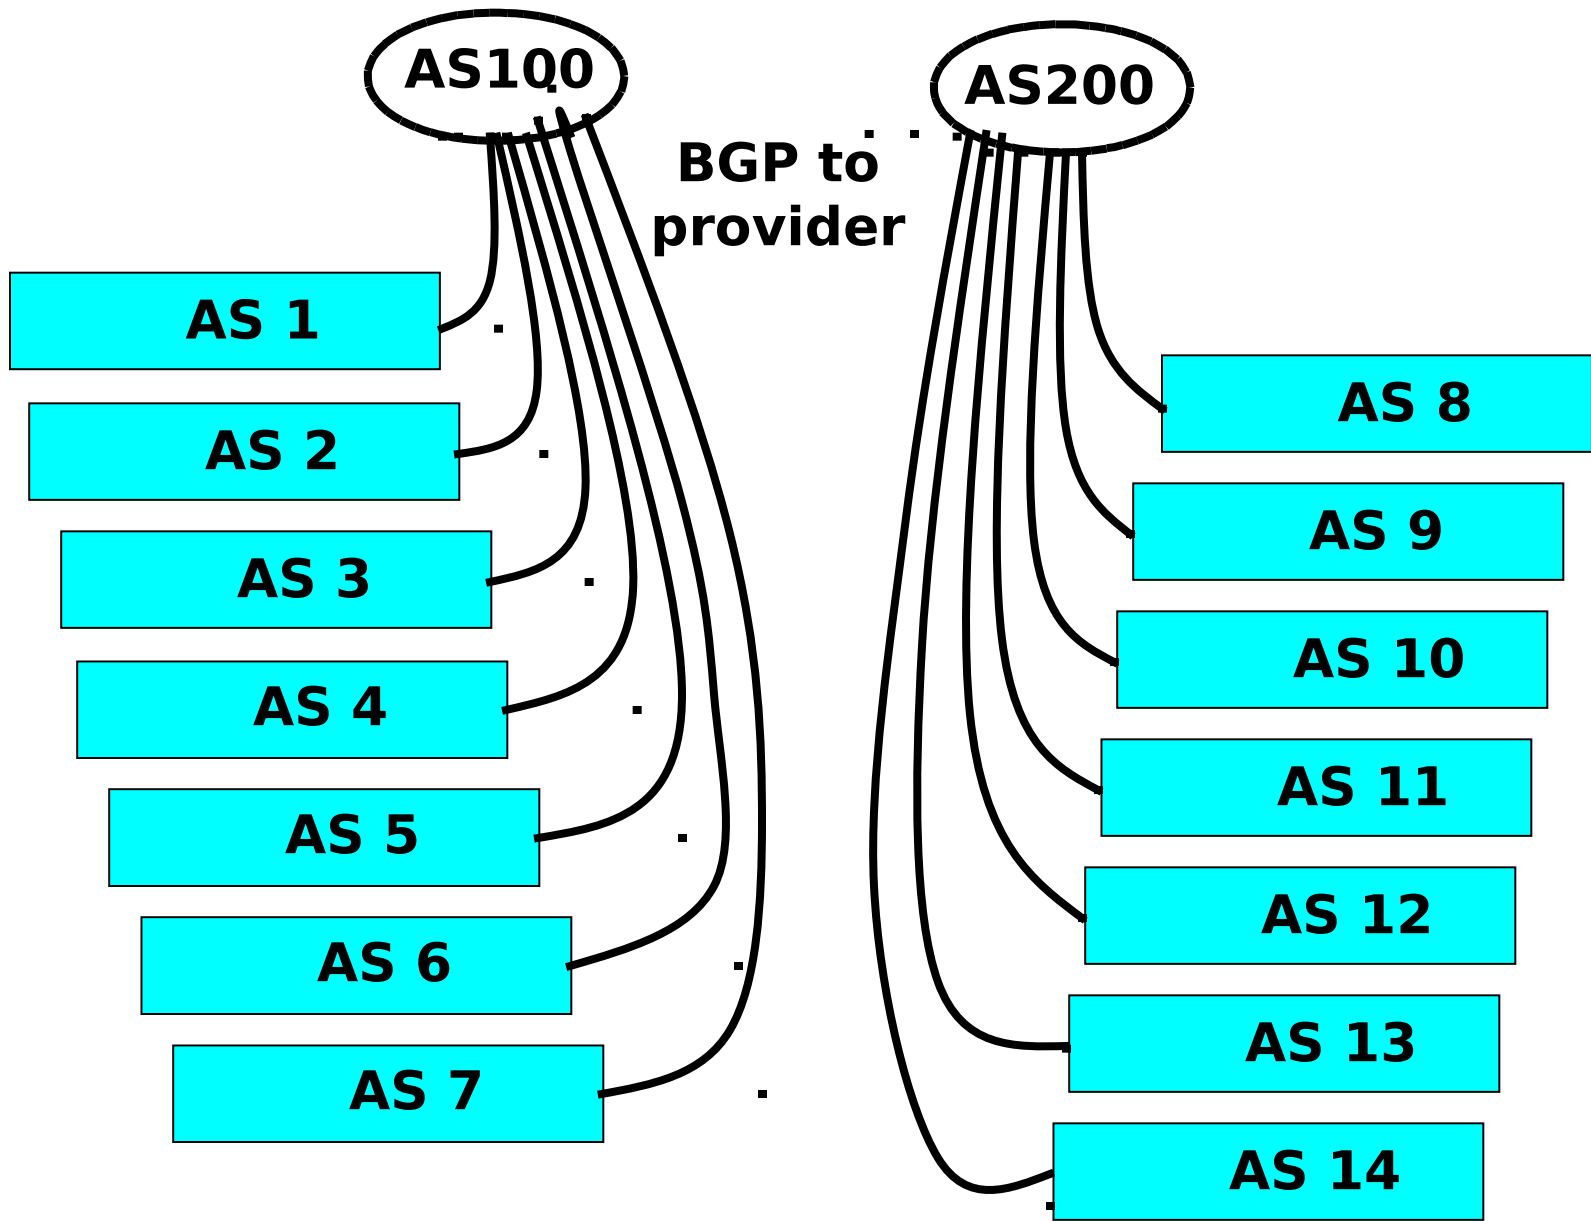 AS100
AS200
BGP to
provider
AS 1
AS 2
AS 3
AS 4
AS 5
AS 6
AS 7
AS 8
AS 9
AS 10
AS 11
AS 12
AS 13
AS 14